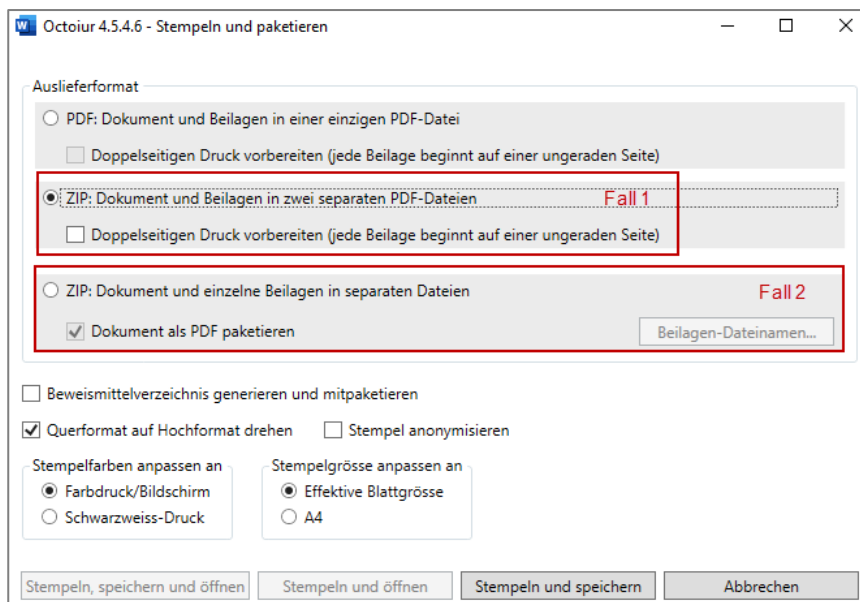 Octoiur 4.5.4.6 - Stempeln und paketieren
Auslieferformat
PDF: Dokument und Beilagen in einer einzigen PDF-Datei
Doppelseitigen Druck vorbereiten (jede Beilage beginnt auf einer ungeraden Seite)
ZIP: Dokument und Beilagen in zwei separaten PDF-Dateien Fall 1
Doppelseitigen Druck vorbereiten (jede Beilage beginnt auf einer ungeraden Seite)
ZIP: Dokument und einzelne Beilagen in separaten Dateien Fall 2
Dokument als PDF paketieren Beilagen-Dateinamen...
Beweismittelverzeichnis generieren und mitpaketieren
Querformat auf Hochformat drehen Stempel anonymisieren
Stempelfarben anpassen an Stempelgrösse anpassen an
Farbdruck/Bildschirm Effektive Blattgrösse
Schwarzweiss-Druck A4
Stempeln, speichern und öffnen Stempeln und öffnen Stempeln und speichern Abbrechen